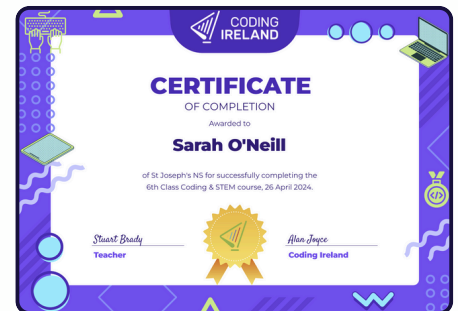 CODING
IRELAND
CERTIFICATE
OF COMPLETION
Awarded to
Sarah O'Neill
of St Joseph's NS for successfully completing the
6th Class Coding & STEM course, 26 April 2024.
Stuart Brady
Teacher
Alan Joyce
Coding Ireland